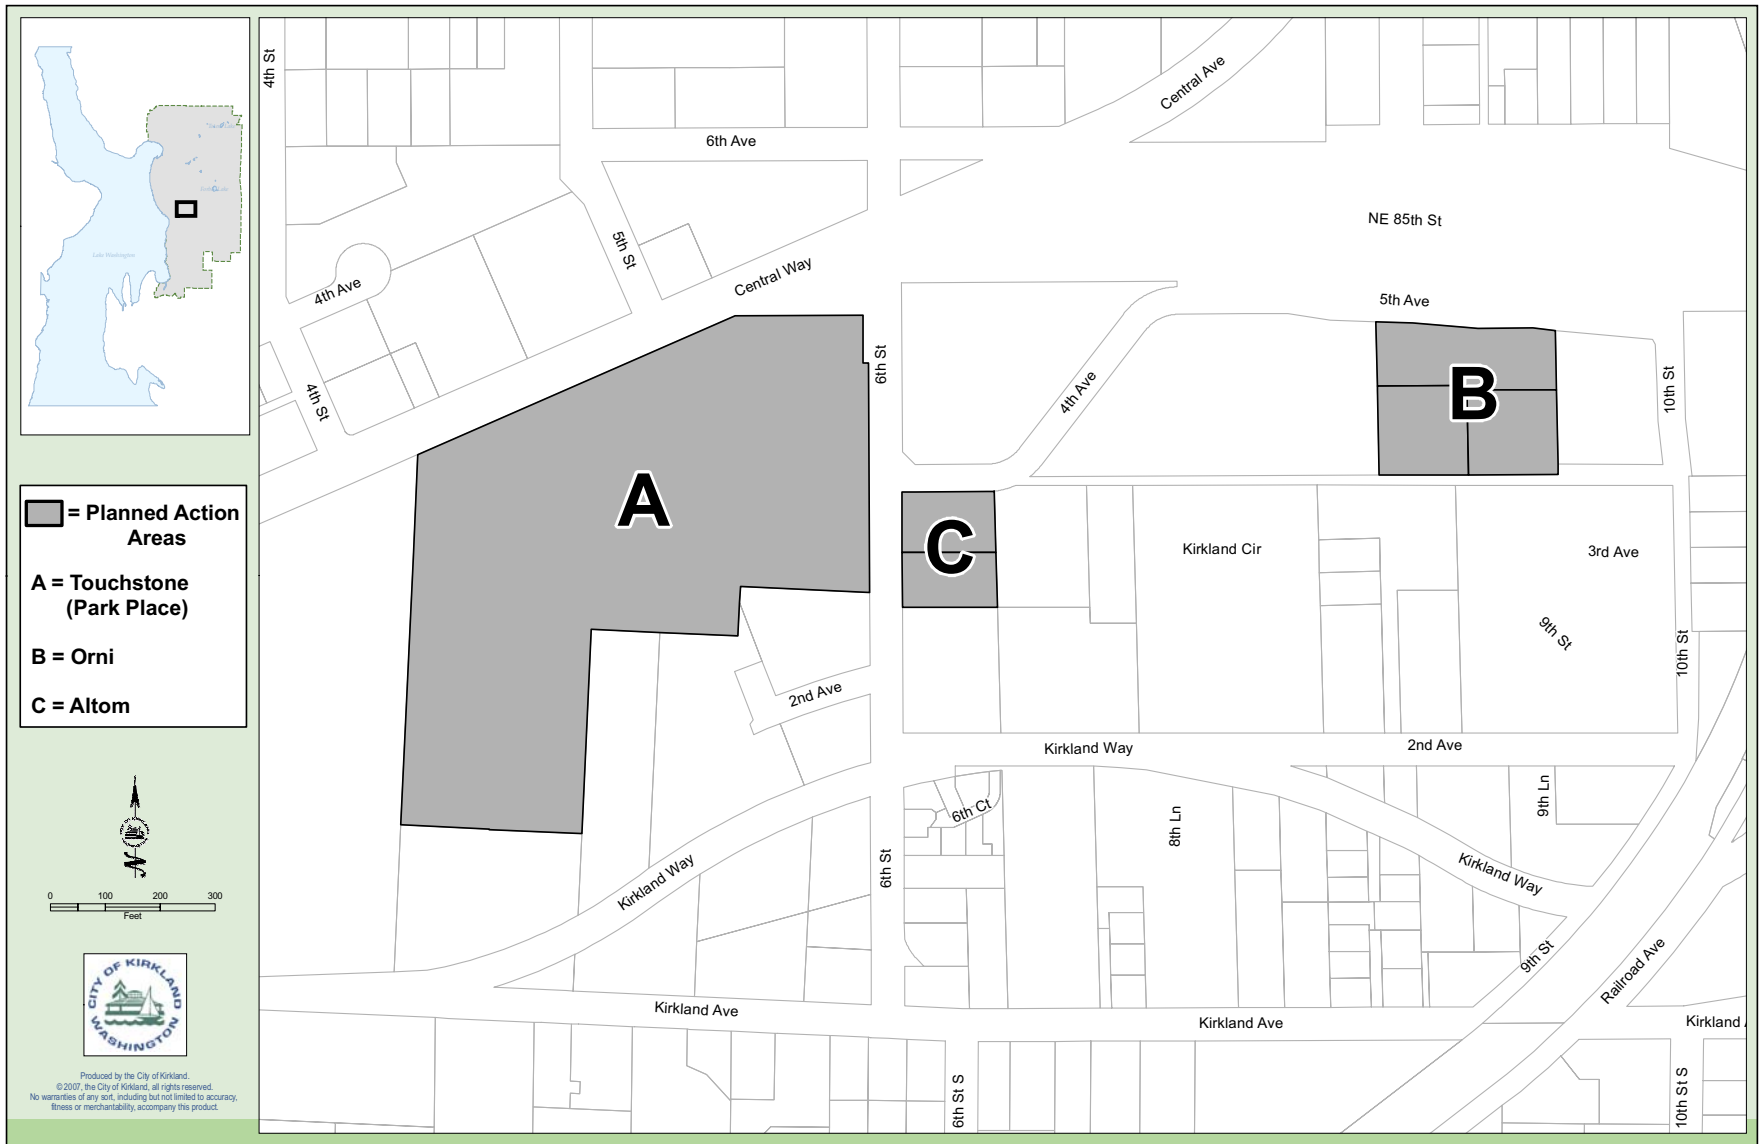 4th St
Central Ave
6th Ave
NE 85th St
5th St
Central Way
4th Ave
5th Ave
4th St
6th St
4th Ave
10th St
A
B
C
Kirkland Cir
3rd Ave
9th St
10th St
2nd Ave
Kirkland Way
2nd Ave
6th Ct
8th Ln
9th Ln
Kirkland Way
6th St
Kirkland Way
9th St
Railroad Ave
Kirkland Ave
Kirkland Ave
Kirkland
6th St S
10th St S
Lake Washington
= Planned Action
Areas
A = Touchstone
(Park Place)
B = Orni
C = Altom
N
0 100 200 300
Feet
CITY OF KIRKLAND
WASHINGTON
Produced by the City of Kirkland.
© 2007, the City of Kirkland, all rights reserved.
No warranties of any sort, including but not limited to accuracy,
fitness or merchantability, accompany this product.